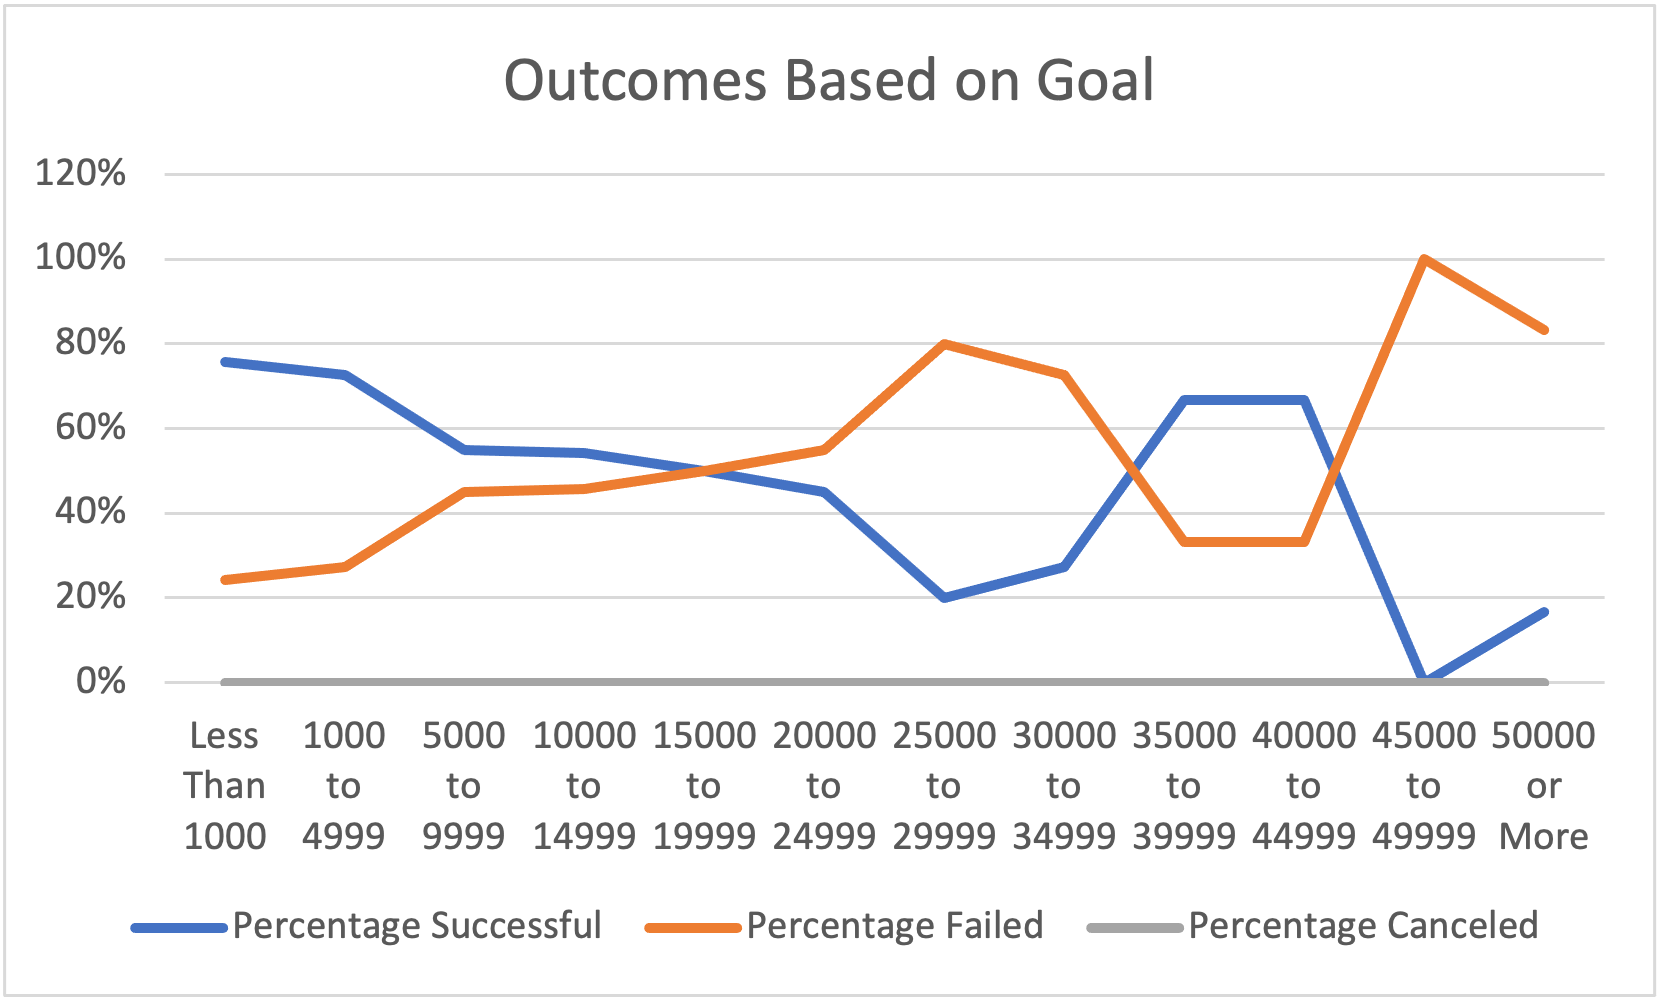 Outcomes Based on Goal
120%
100%
80%
60%
40%
20%
0%
Less Than 1000
1000 to 4999
5000 to 9999
10000 to 14999
15000 to 19999
20000 to 24999
25000 to 29999
30000 to 34999
35000 to 39999
40000 to 44999
45000 to 49999
50000 or More
Percentage Successful
Percentage Failed
Percentage Canceled